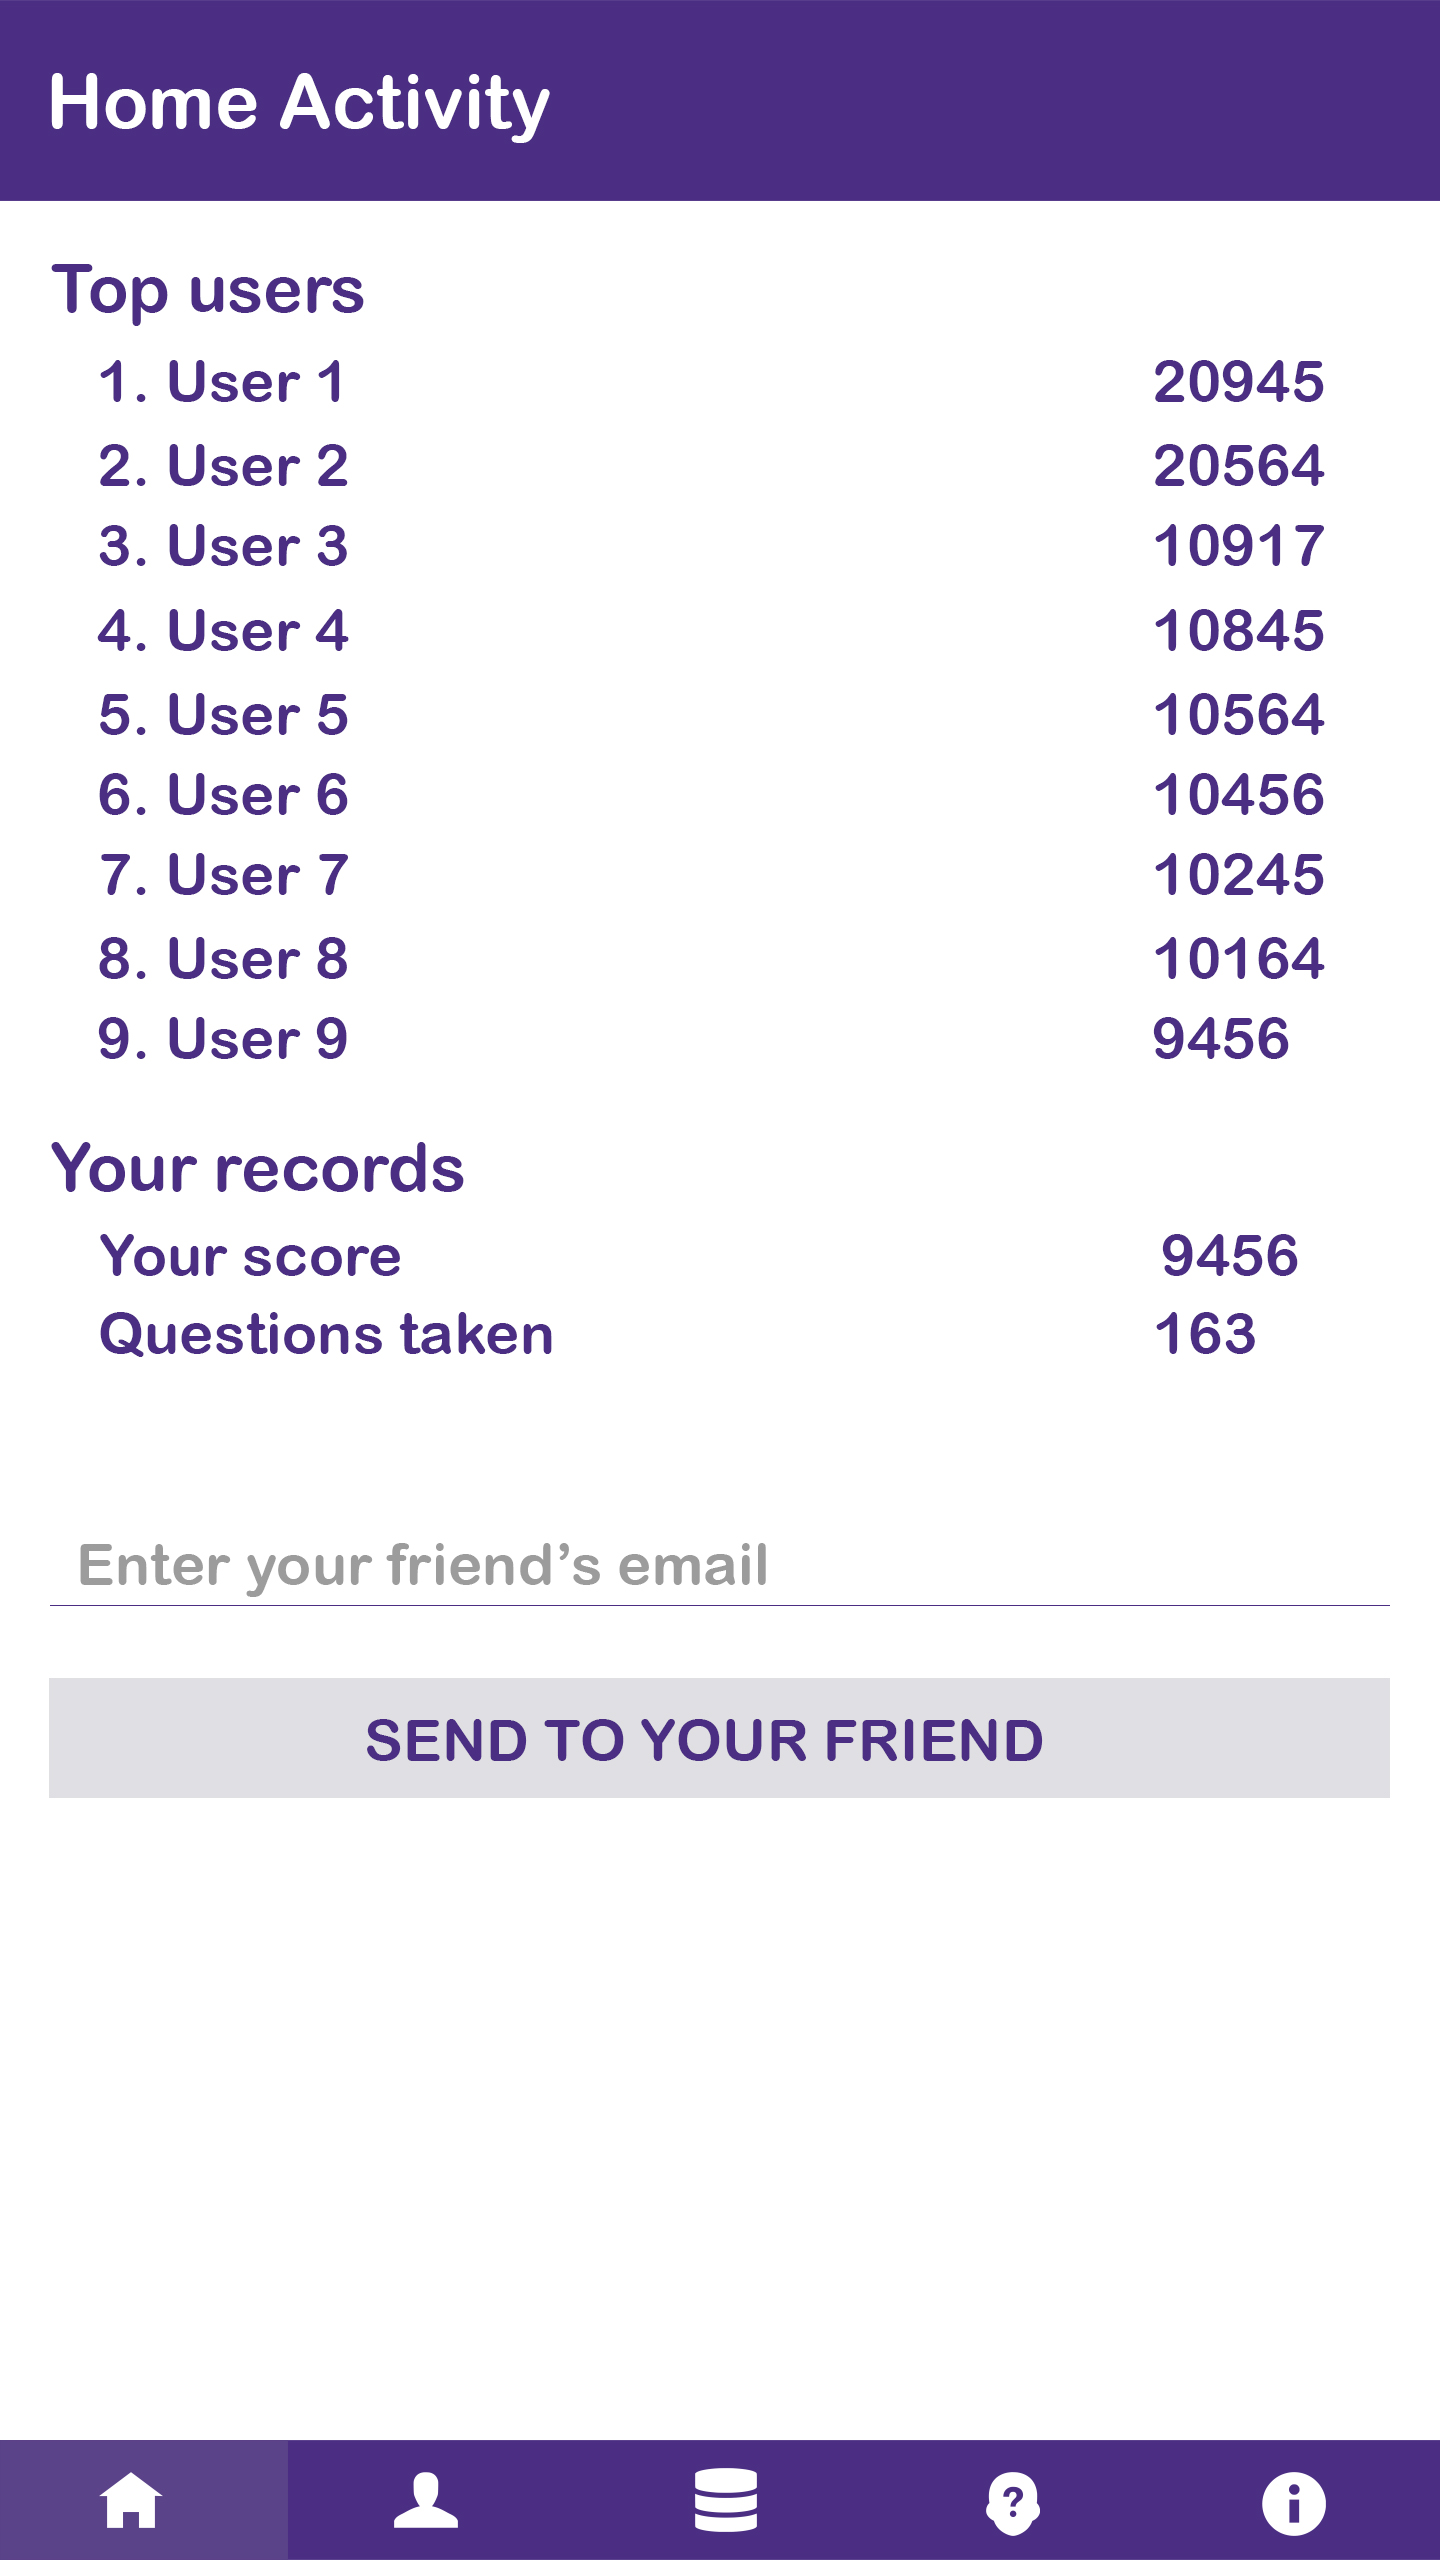 Home Activity
Top users
1. User 1 20945
2. User 2 20564
3. User 3 10917
4. User 4 10845
5. User 5 10564
6. User 6 10456
7. User 7 10245
8. User 8 10164
9. User 9 9456
Your records
Your score 9456
Questions taken 163
Enter your friend’s email
SEND TO YOUR FRIEND
?
i